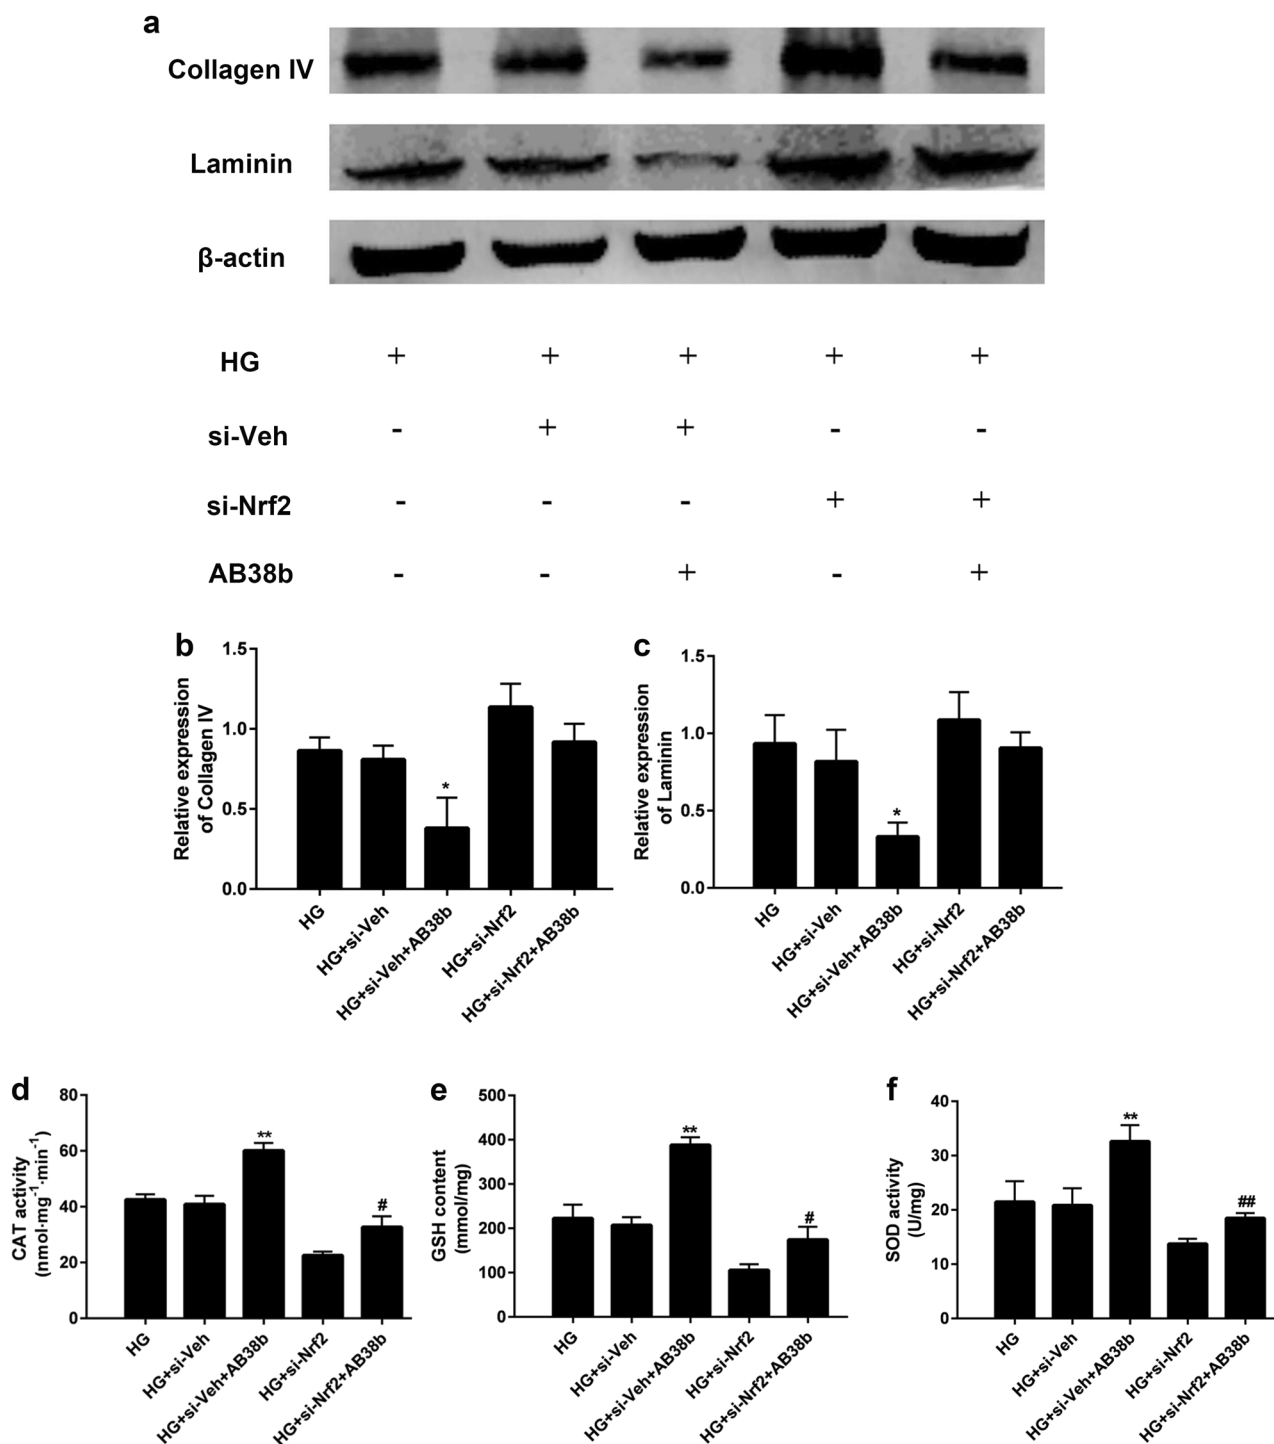 a
Collagen IV
Laminin
β-actin
HG + + + + +
si-Veh - + + - -
si-Nrf2 - - - + +
AB38b - - + - +
b
Relative expression
of Collagen IV
1.5
1.0
0.5
0.0
*
HG
HG+si-Veh
HG+si-Veh+AB38b
HG+si-Nrf2
HG+si-Nrf2+AB38b
c
Relative expression
of Laminin
1.5
1.0
0.5
0.0
*
HG
HG+si-Veh
HG+si-Veh+AB38b
HG+si-Nrf2
HG+si-Nrf2+AB38b
d
CAT activity
(nmol·mg⁻¹·min⁻¹)
80
60
40
20
0
**
#
HG
HG+si-Veh
HG+si-Veh+AB38b
HG+si-Nrf2
HG+si-Nrf2+AB38b
e
GSH content
(mmol/mg)
500
400
300
200
100
0
**
#
HG
HG+si-Veh
HG+si-Veh+AB38b
HG+si-Nrf2
HG+si-Nrf2+AB38b
f
SOD activity
(U/mg)
40
30
20
10
0
**
##
HG
HG+si-Veh
HG+si-Veh+AB38b
HG+si-Nrf2
HG+si-Nrf2+AB38b